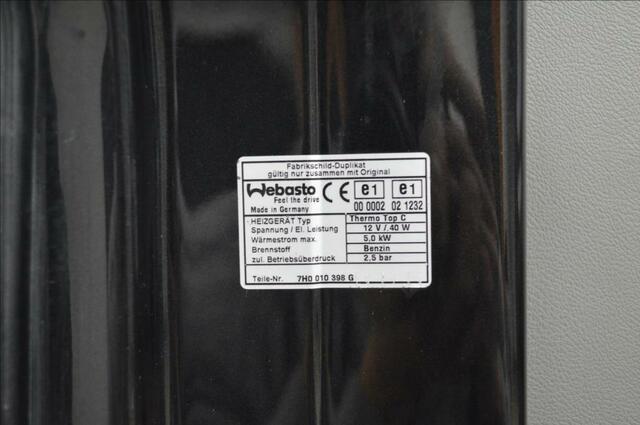 Fabrikschild-Duplikat
gültig nur zusammen mit Original
Webasto CE e1 e1
Feel the drive 00 0002 02 1232
Made in Germany
HEIZGERÄT Typ Thermo Top C
Spannung / El. Leistung 12 V / 40 W
Wärmestrom max. 5,0 kW
Brennstoff Benzin
zul. Betriebsüberdruck 2,5 bar
Teile-Nr. 7H0 010 398 G